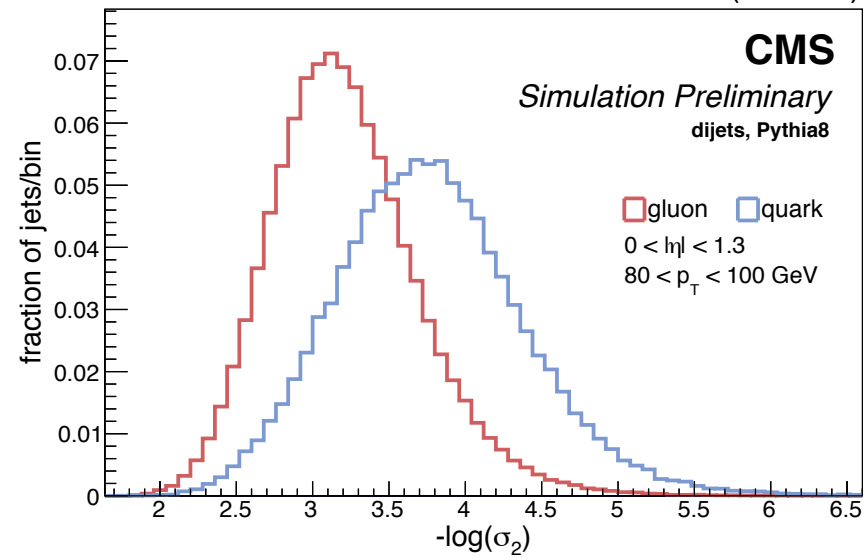 CMS
Simulation Preliminary
dijets, Pythia8
gluon quark
0 < |η| < 1.3
80 < p_T < 100 GeV
fraction of jets/bin
0.07
0.06
0.05
0.04
0.03
0.02
0.01
0
2 2.5 3 3.5 4 4.5 5 5.5 6 6.5
-log(σ₂)